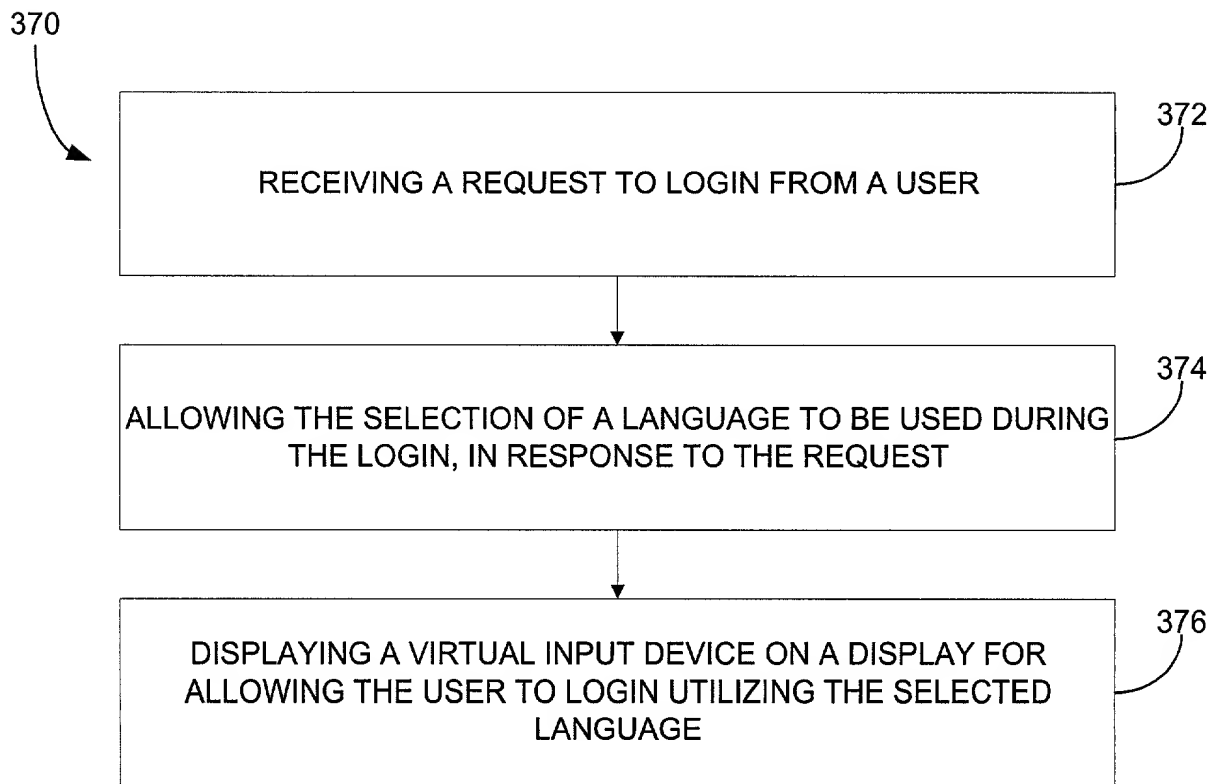 370
372
RECEIVING A REQUEST TO LOGIN FROM A USER
374
ALLOWING THE SELECTION OF A LANGUAGE TO BE USED DURING
THE LOGIN, IN RESPONSE TO THE REQUEST
376
DISPLAYING A VIRTUAL INPUT DEVICE ON A DISPLAY FOR
ALLOWING THE USER TO LOGIN UTILIZING THE SELECTED
LANGUAGE